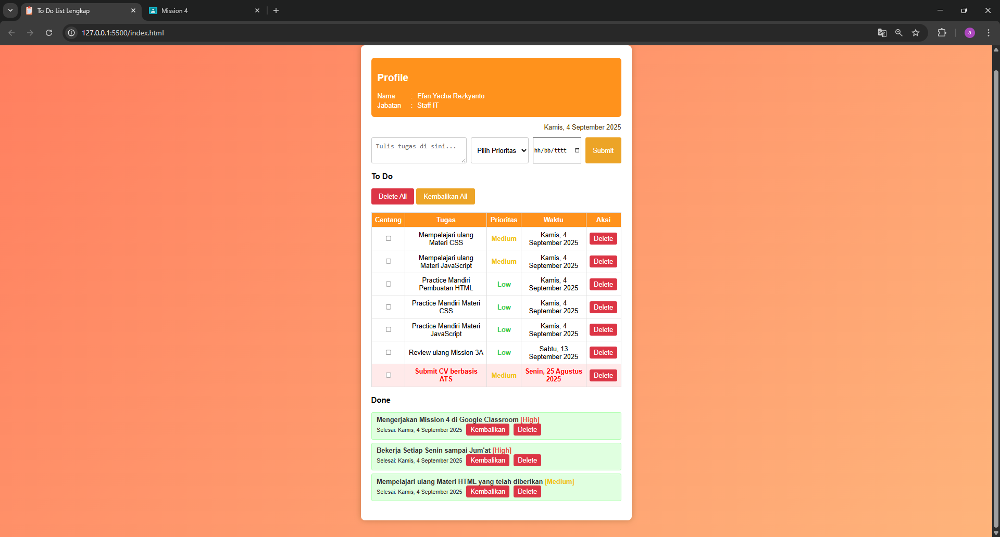 To Do List Lengkap
Mission 4
127.0.0.1:5500/index.html
a
Profile
Nama : Efan Yacha Rezkyanto
Jabatan : Staff IT
Kamis, 4 September 2025
Tulis tugas di sini... Pilih Prioritas hh/bb/tttt Submit
To Do
Delete All Kembalikan All
Centang Tugas Prioritas Waktu Aksi
Mempelajari ulang
Materi CSS
Medium
Kamis, 4
September 2025
Delete
Mempelajari ulang
Materi JavaScript
Medium
Kamis, 4
September 2025
Delete
Practice Mandiri
Pembuatan HTML
Low
Kamis, 4
September 2025
Delete
Practice Mandiri Materi
CSS
Low
Kamis, 4
September 2025
Delete
Practice Mandiri Materi
JavaScript
Low
Kamis, 4
September 2025
Delete
Review ulang Mission 3A
Low
Sabtu, 13
September 2025
Delete
Submit CV berbasis
ATS
Medium
Senin, 25 Agustus
2025
Delete
Done
Mengerjakan Mission 4 di Google Classroom [High]
Selesai: Kamis, 4 September 2025 Kembalikan Delete
Bekerja Setiap Senin sampai Jum'at [High]
Selesai: Kamis, 4 September 2025 Kembalikan Delete
Mempelajari ulang Materi HTML yang telah diberikan [Medium]
Selesai: Kamis, 4 September 2025 Kembalikan Delete